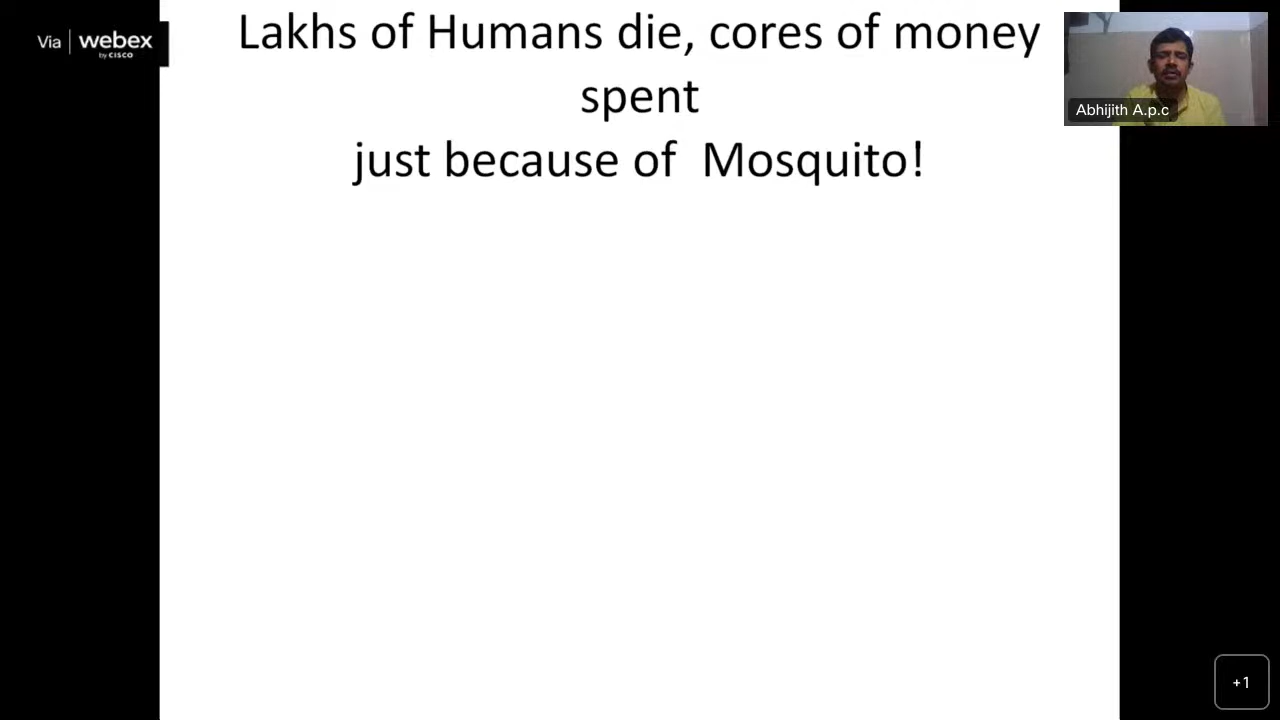 Via webex
by CISCO
Lakhs of Humans die, cores of money
spent
just because of Mosquito!
Abhijith A.p.c
+1